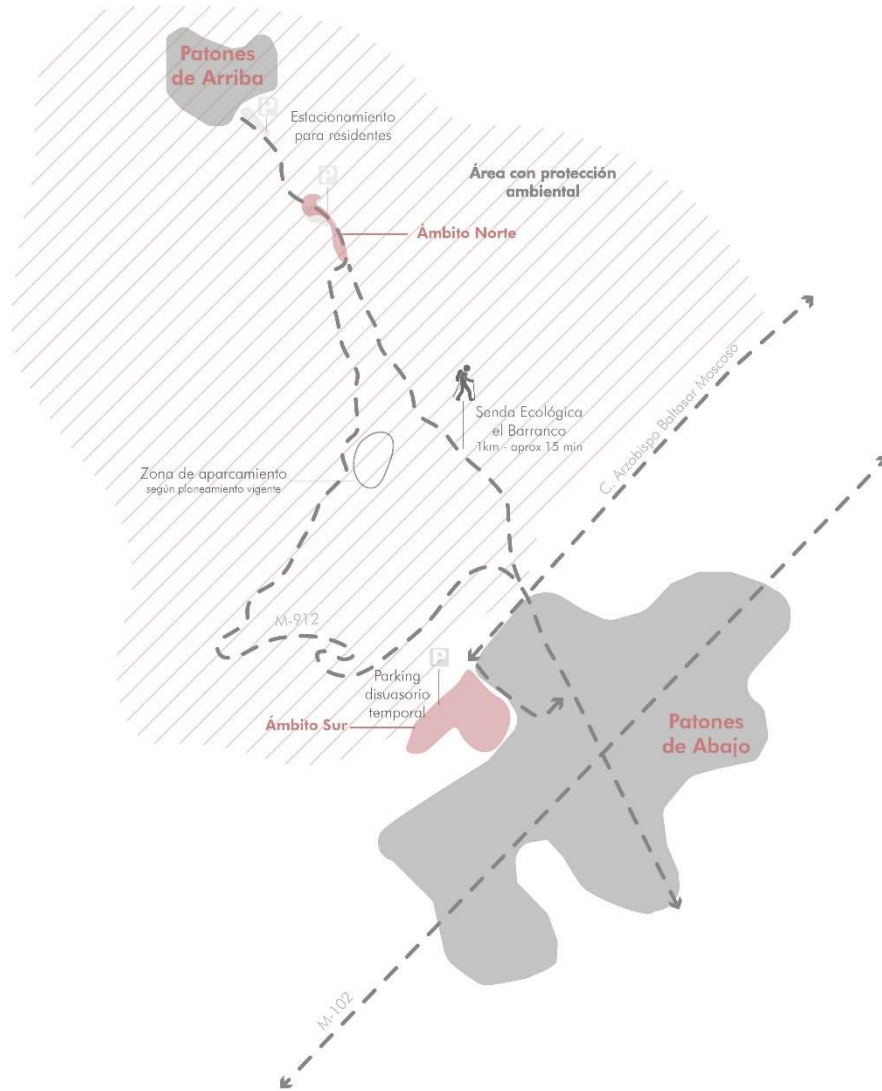 Patones
de Arriba
P
Estacionamiento
para residentes
P
Área con protección
ambiental
Ámbito Norte
C. Arzobispo Baltasar Moscoso
Senda Ecológica
el Barranco
1km - aprox 15 min
Zona de aparcamiento
según planeamiento vigente
M-912
P
Parking
disuasorio
temporal
Ámbito Sur
Patones
de Abajo
M-102